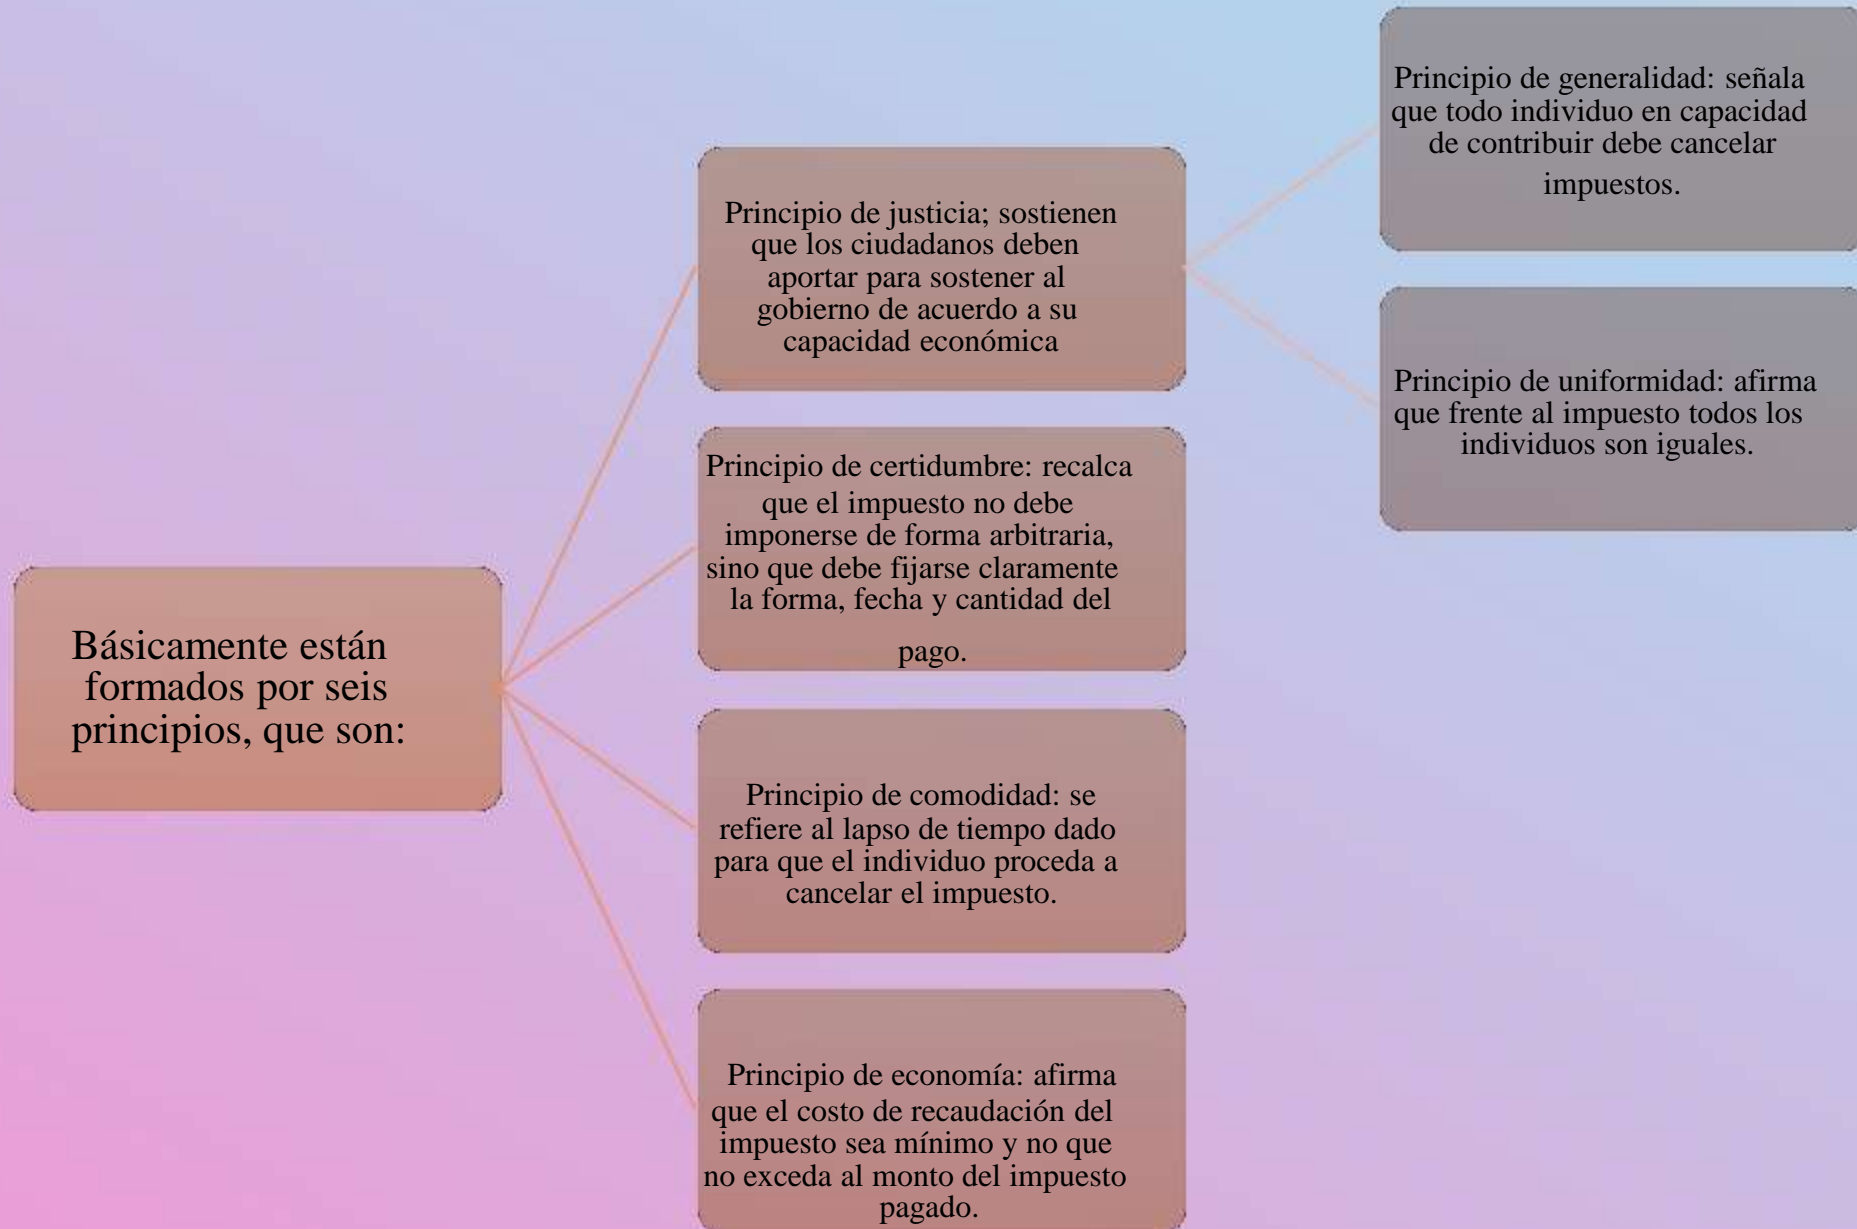 Básicamente están
formados por seis
principios, que son:
Principio de justicia; sostienen
que los ciudadanos deben
aportar para sostener al
gobierno de acuerdo a su
capacidad económica
Principio de generalidad: señala
que todo individuo en capacidad
de contribuir debe cancelar
impuestos.
Principio de uniformidad: afirma
que frente al impuesto todos los
individuos son iguales.
Principio de certidumbre: recalca
que el impuesto no debe
imponerse de forma arbitraria,
sino que debe fijarse claramente
la forma, fecha y cantidad del
pago.
Principio de comodidad: se
refiere al lapso de tiempo dado
para que el individuo proceda a
cancelar el impuesto.
Principio de economía: afirma
que el costo de recaudación del
impuesto sea mínimo y no que
no exceda al monto del impuesto
pagado.